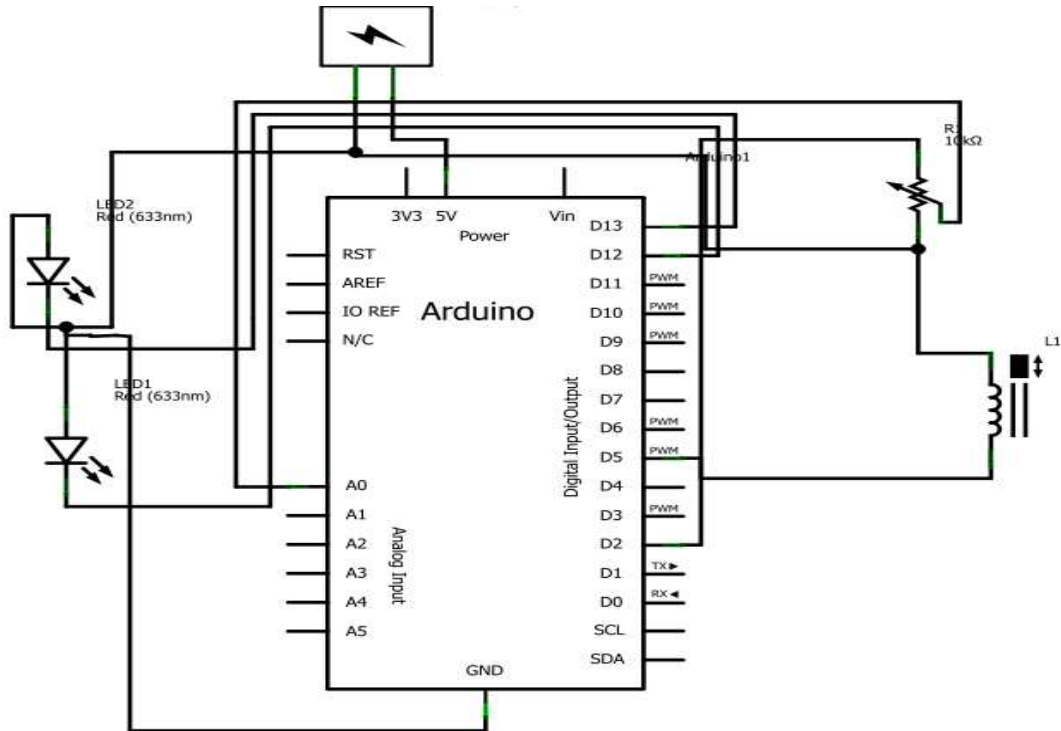 R1
10kΩ
Arduino1
LED2
Red (633nm)
3V3
5V
Vin
Power
D13
RST
D12
AREF
D11
PWM
IO REF
Arduino
D10
PWM
N/C
D9
PWM
L1
D8
LED1
Red (633nm)
D7
D6
PWM
Digital Input/Output
D5
PWM
A0
D4
A1
D3
PWM
A2
D2
Analog Input
A3
D1
TX
A4
D0
RX
A5
SCL
SDA
GND